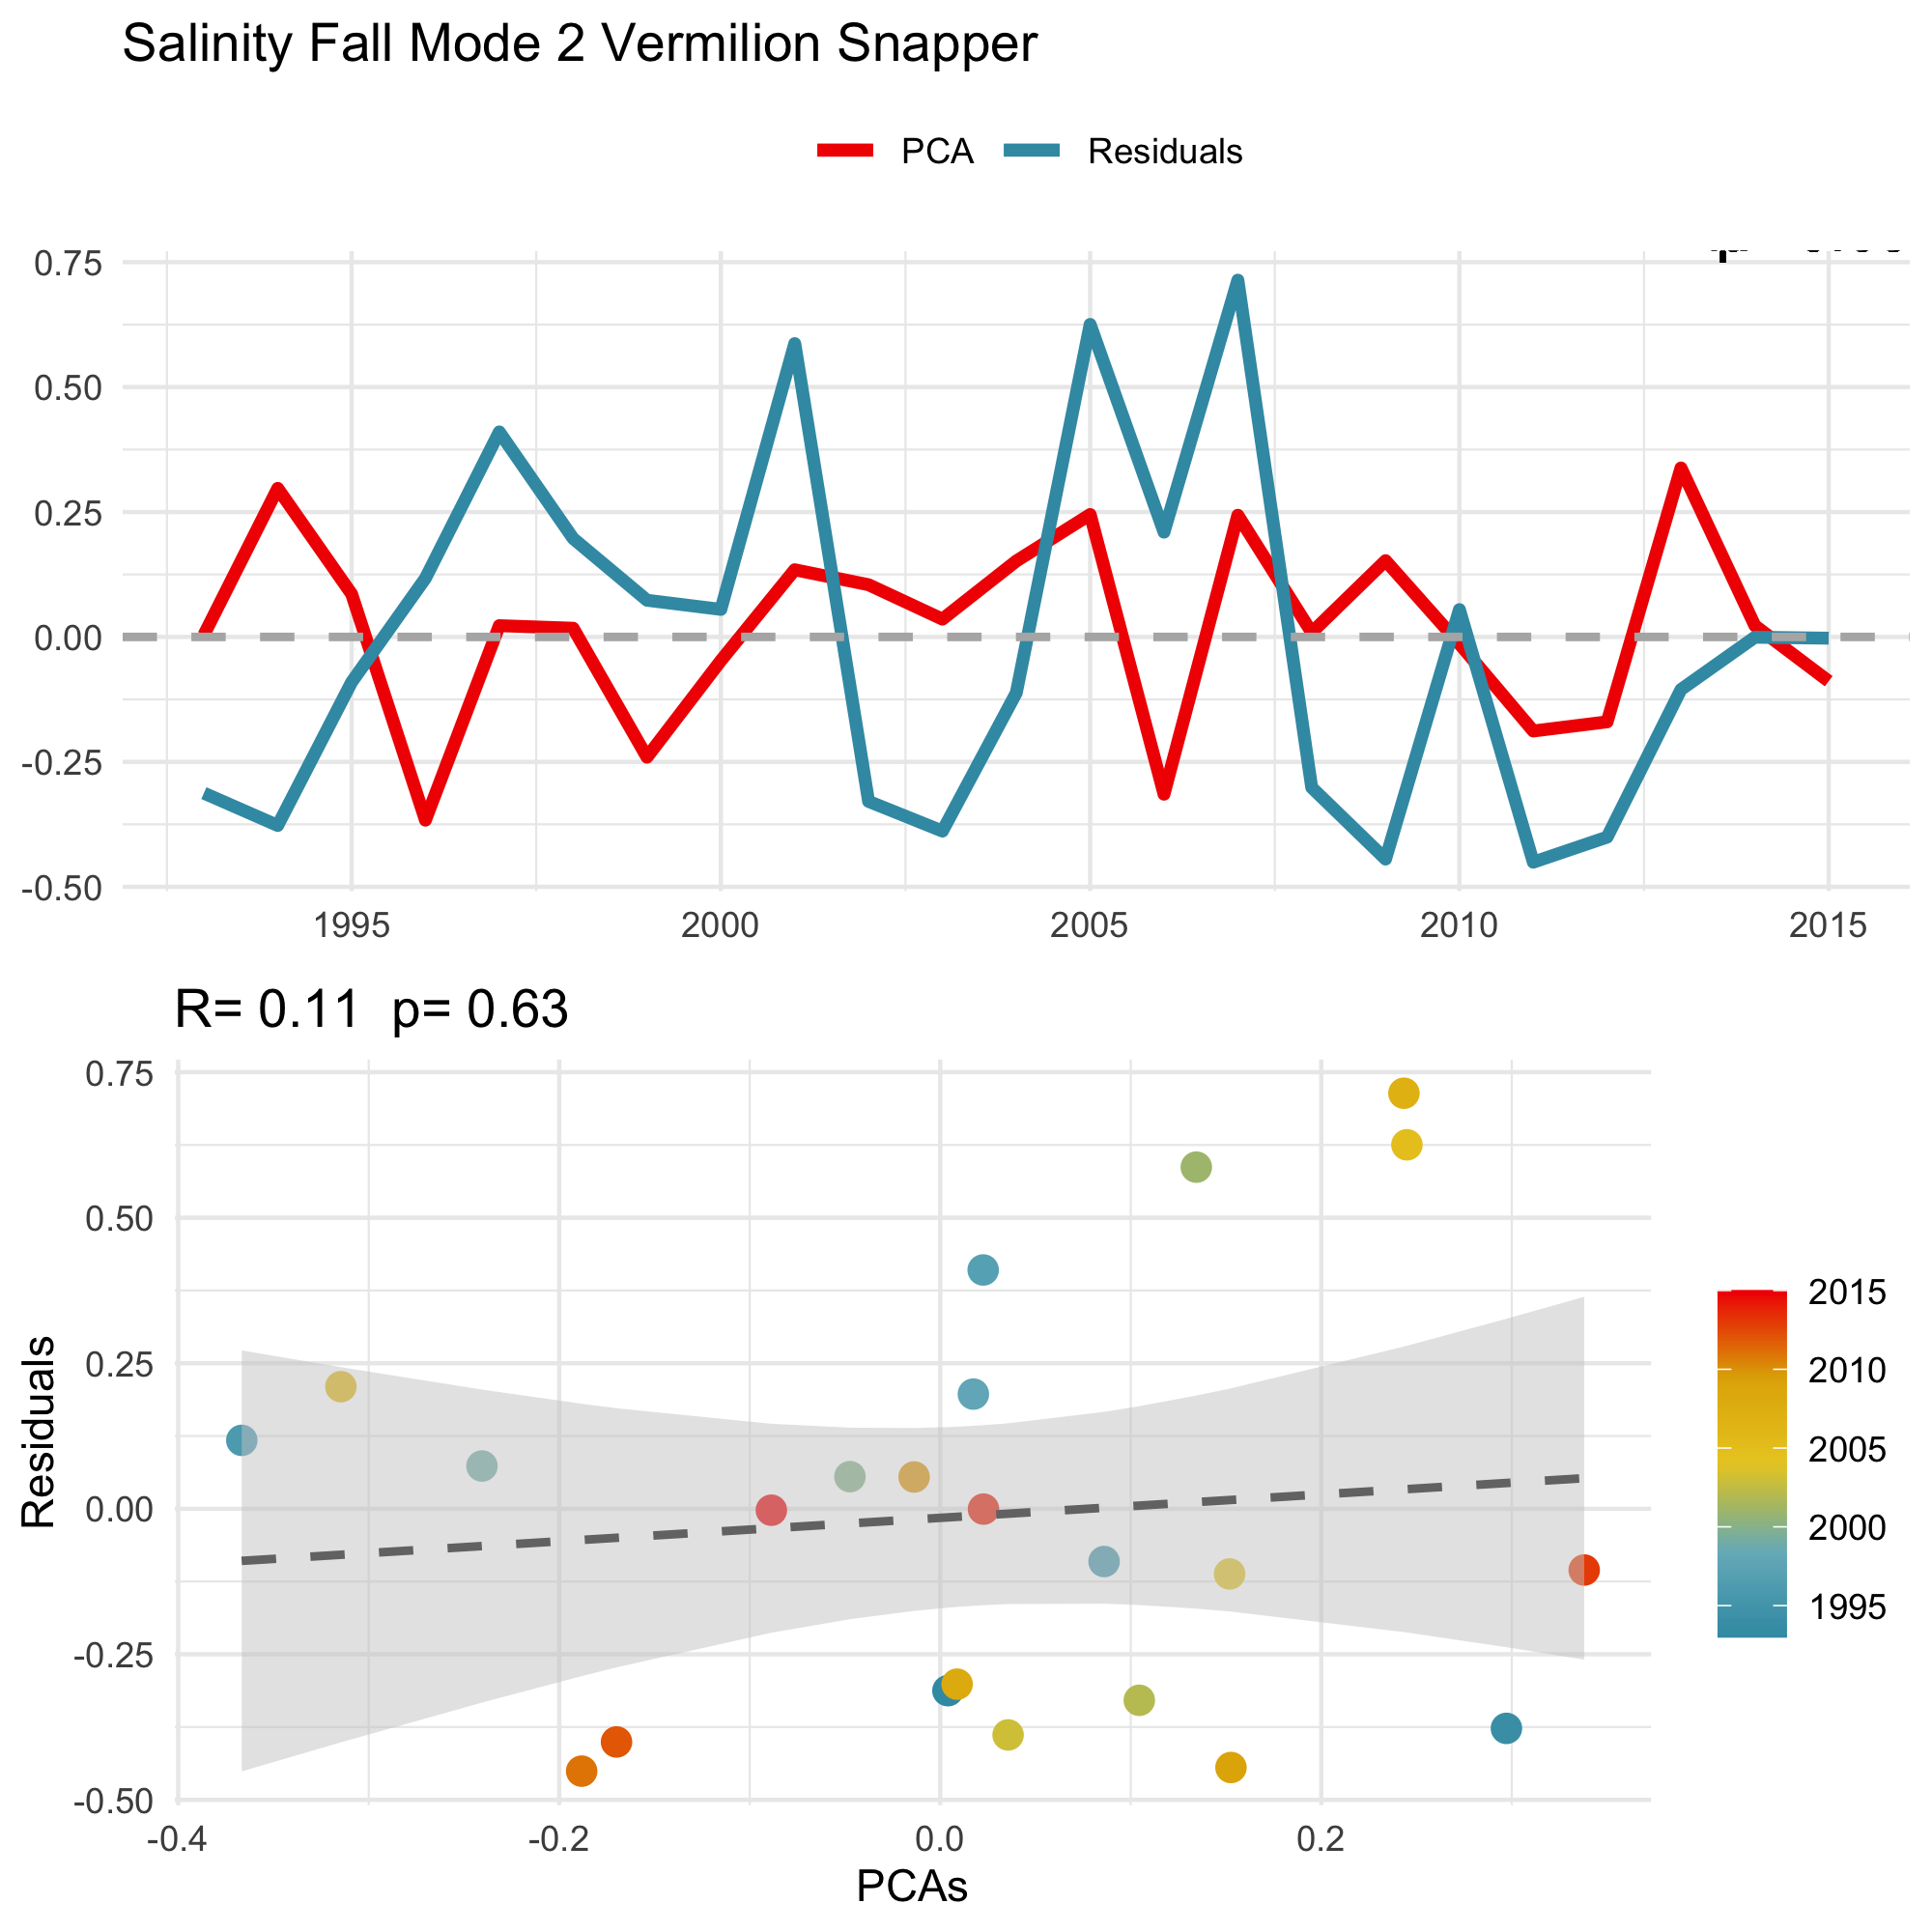 Salinity Fall Mode 2 Vermilion Snapper
PCA Residuals
0.75
0.50
0.25
0.00
-0.25
-0.50
1995 2000 2005 2010 2015
R= 0.11 p= 0.63
0.75
0.50
0.25
0.00
-0.25
-0.50
Residuals
-0.4 -0.2 0.0 0.2
PCAs
2015
2010
2005
2000
1995